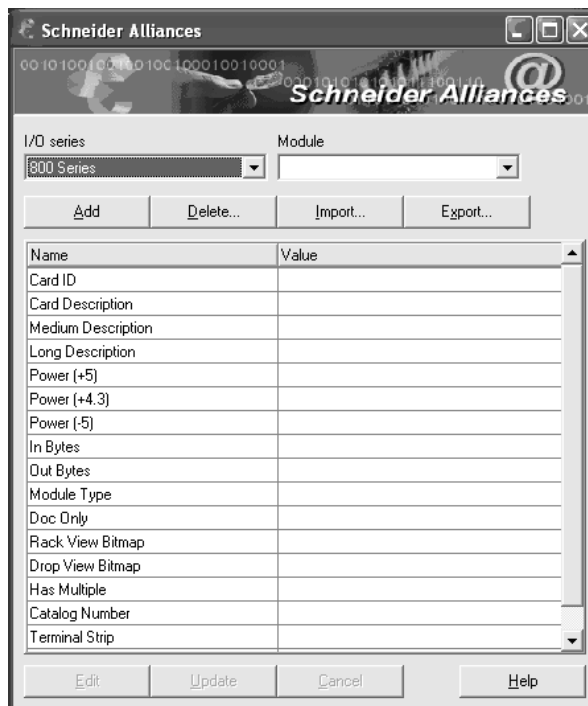 Schneider Alliances
Schneider Alliances
I/O series
Module
800 Series
Add
Delete...
Import...
Export...
Name
Value
Card ID
Card Description
Medium Description
Long Description
Power (+5)
Power (+4.3)
Power (-5)
In Bytes
Out Bytes
Module Type
Doc Only
Rack View Bitmap
Drop View Bitmap
Has Multiple
Catalog Number
Terminal Strip
Edit
Update
Cancel
Help